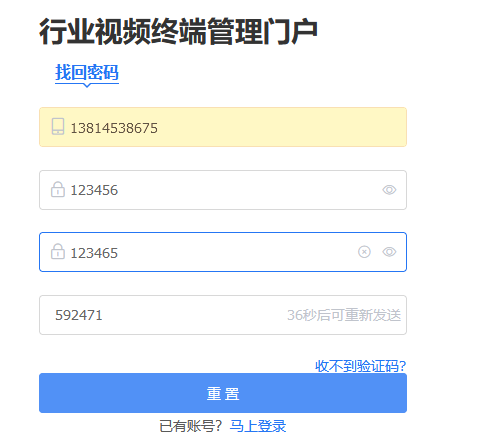 行业视频终端管理门户
找回密码
13814538675
123456
123465
592471 36秒后可重新发送
收不到验证码?
重 置
已有账号? 马上登录